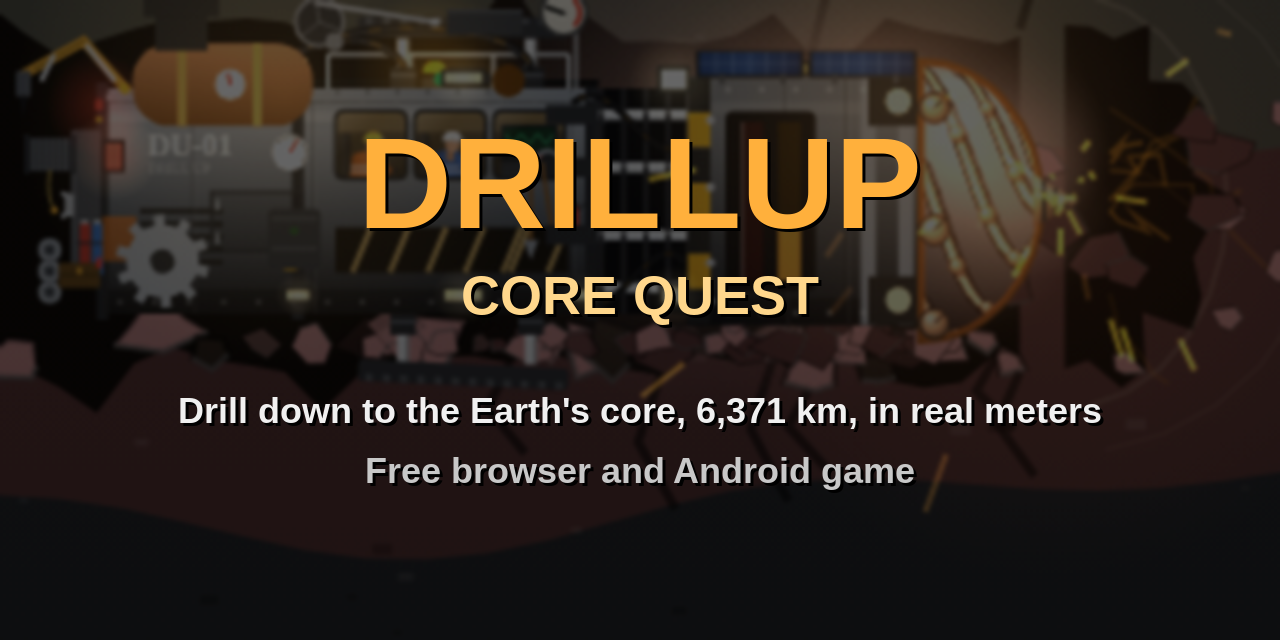 DU-01
DRILLUP
CORE QUEST
Drill down to the Earth's core, 6,371 km, in real meters
Free browser and Android game